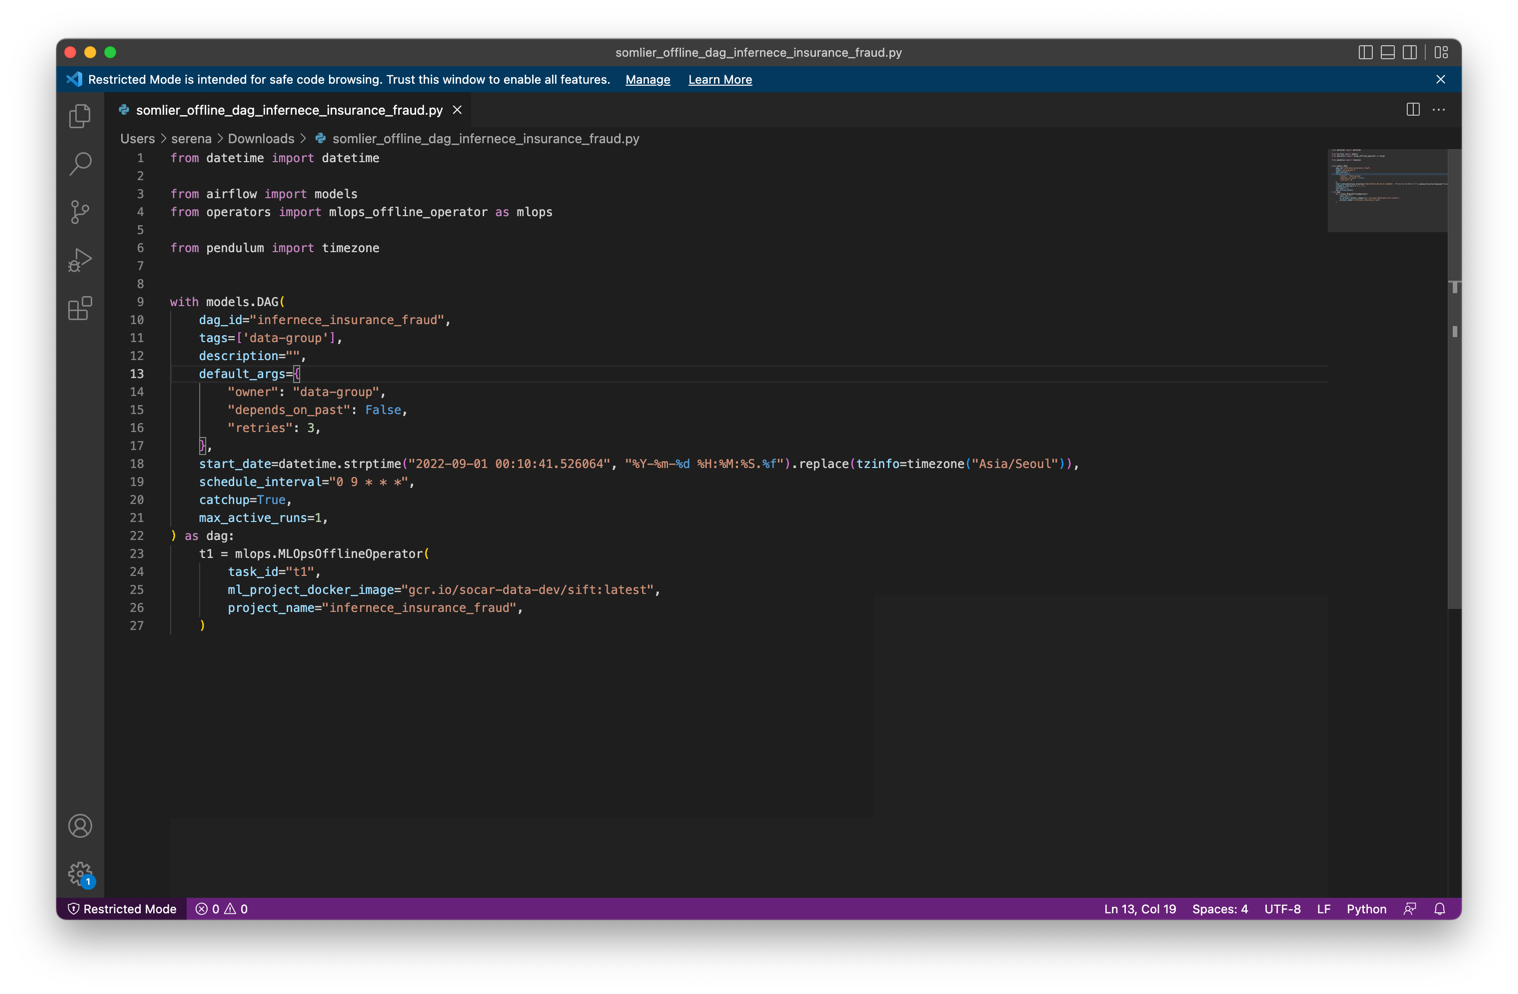 somlier_offline_dag_infernece_insurance_fraud.py
Restricted Mode is intended for safe code browsing. Trust this window to enable all features. Manage Learn More
somlier_offline_dag_infernece_insurance_fraud.py
Users > serena > Downloads > somlier_offline_dag_infernece_insurance_fraud.py
1 from datetime import datetime
2
3 from airflow import models
4 from operators import mlops_offline_operator as mlops
5
6 from pendulum import timezone
7
8
9 with models.DAG(
10 dag_id="infernece_insurance_fraud",
11 tags=['data-group'],
12 description="",
13 default_args={
14 "owner": "data-group",
15 "depends_on_past": False,
16 "retries": 3,
17 },
18 start_date=datetime.strptime("2022-09-01 00:10:41.526064", "%Y-%m-%d %H:%M:%S.%f").replace(tzinfo=timezone("Asia/Seoul")),
19 schedule_interval="0 9 * * *",
20 catchup=True,
21 max_active_runs=1,
22 ) as dag:
23 t1 = mlops.MLOpsOfflineOperator(
24 task_id="t1",
25 ml_project_docker_image="gcr.io/socar-data-dev/sift:latest",
26 project_name="infernece_insurance_fraud",
27 )
1
Restricted Mode 0 0 Ln 13, Col 19 Spaces: 4 UTF-8 LF Python